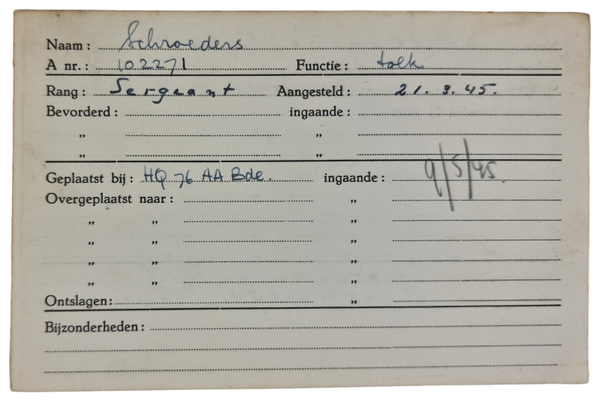 Naam : Schroeders
A nr. : 102271 Functie : tolk
Rang : Sergeant Aangesteld : 21.3.45.
Bevorderd : ingaande :
„ „
„ „
Geplaatst bij : HQ 76 AA Bde. ingaande : 9/5/45.
Overgeplaatst naar : „
„ „ „
„ „ „
„ „ „
„ „ „
Ontslagen : „
Bijzonderheden :